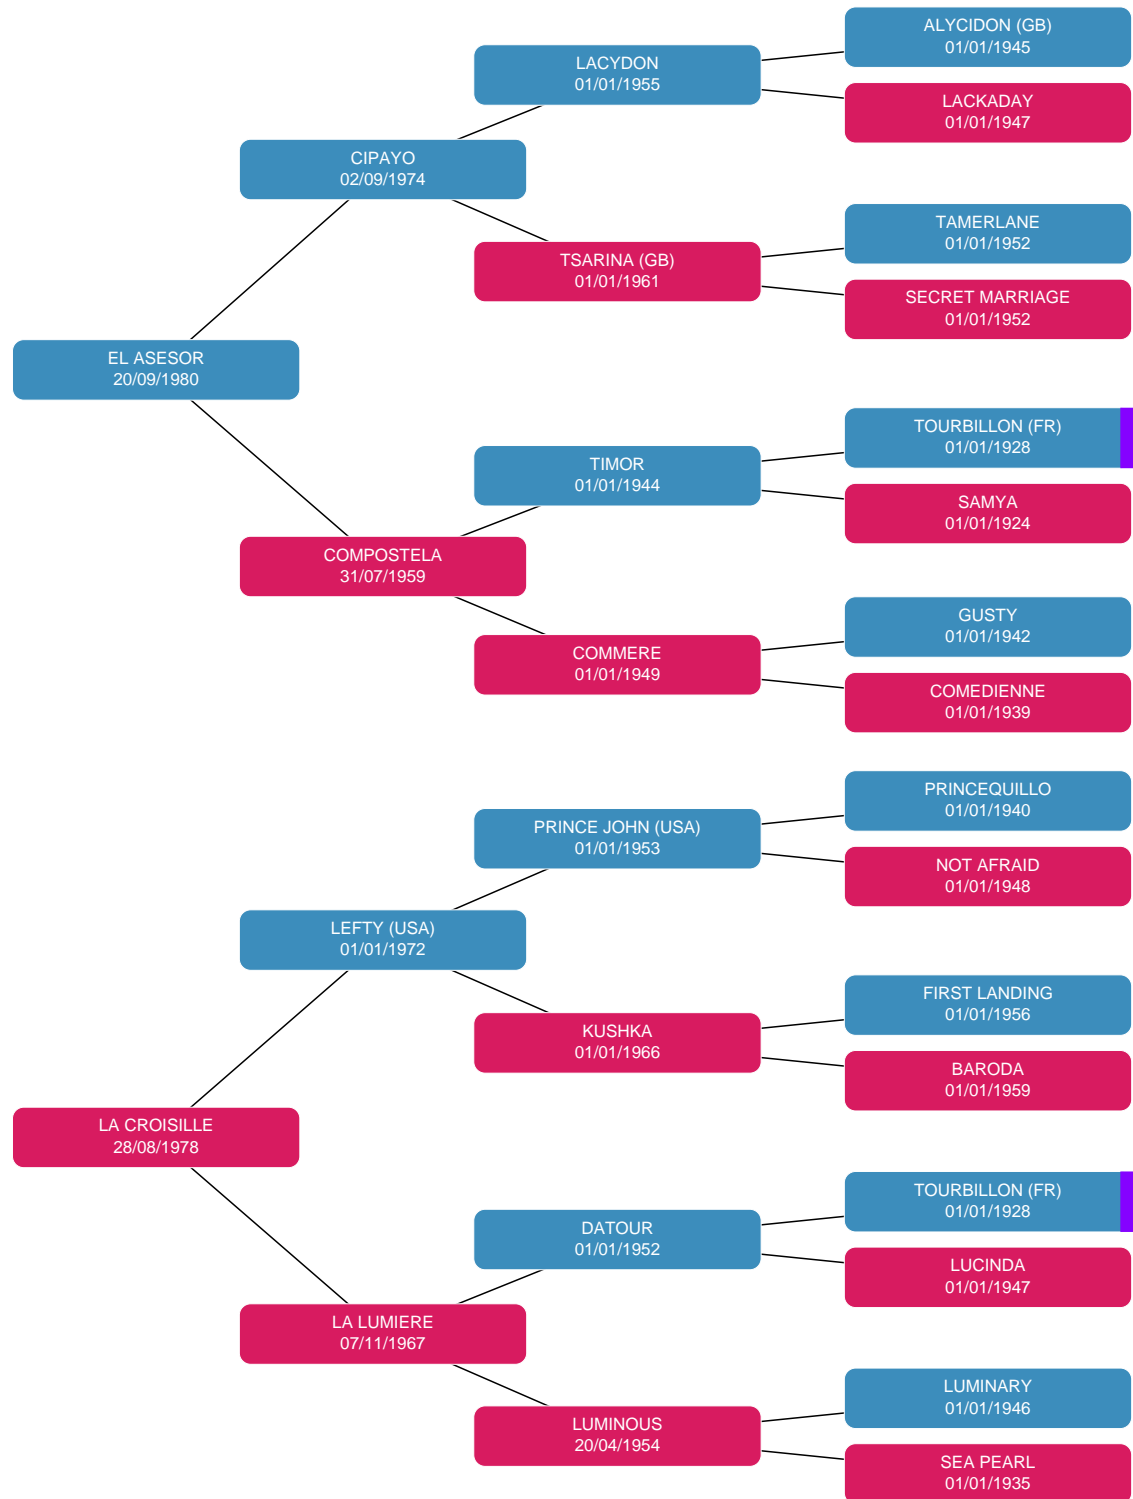 ALYCIDON (GB)
01/01/1945
LACYDON
01/01/1955
LACKADAY
01/01/1947
CIPAYO
02/09/1974
TAMERLANE
01/01/1952
TSARINA (GB)
01/01/1961
SECRET MARRIAGE
01/01/1952
EL ASESOR
20/09/1980
TOURBILLON (FR)
01/01/1928
TIMOR
01/01/1944
SAMYA
01/01/1924
COMPOSTELA
31/07/1959
GUSTY
01/01/1942
COMMERE
01/01/1949
COMEDIENNE
01/01/1939
PRINCEQUILLO
01/01/1940
PRINCE JOHN (USA)
01/01/1953
NOT AFRAID
01/01/1948
LEFTY (USA)
01/01/1972
FIRST LANDING
01/01/1956
KUSHKA
01/01/1966
BARODA
01/01/1959
LA CROISILLE
28/08/1978
TOURBILLON (FR)
01/01/1928
DATOUR
01/01/1952
LUCINDA
01/01/1947
LA LUMIERE
07/11/1967
LUMINARY
01/01/1946
LUMINOUS
20/04/1954
SEA PEARL
01/01/1935